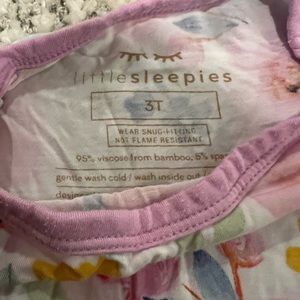 littlesleepies
3T
WEAR SNUG-FITTING
NOT FLAME RESISTANT
95% viscose from bamboo, 5% spa
gentle wash cold / wash inside out /
design